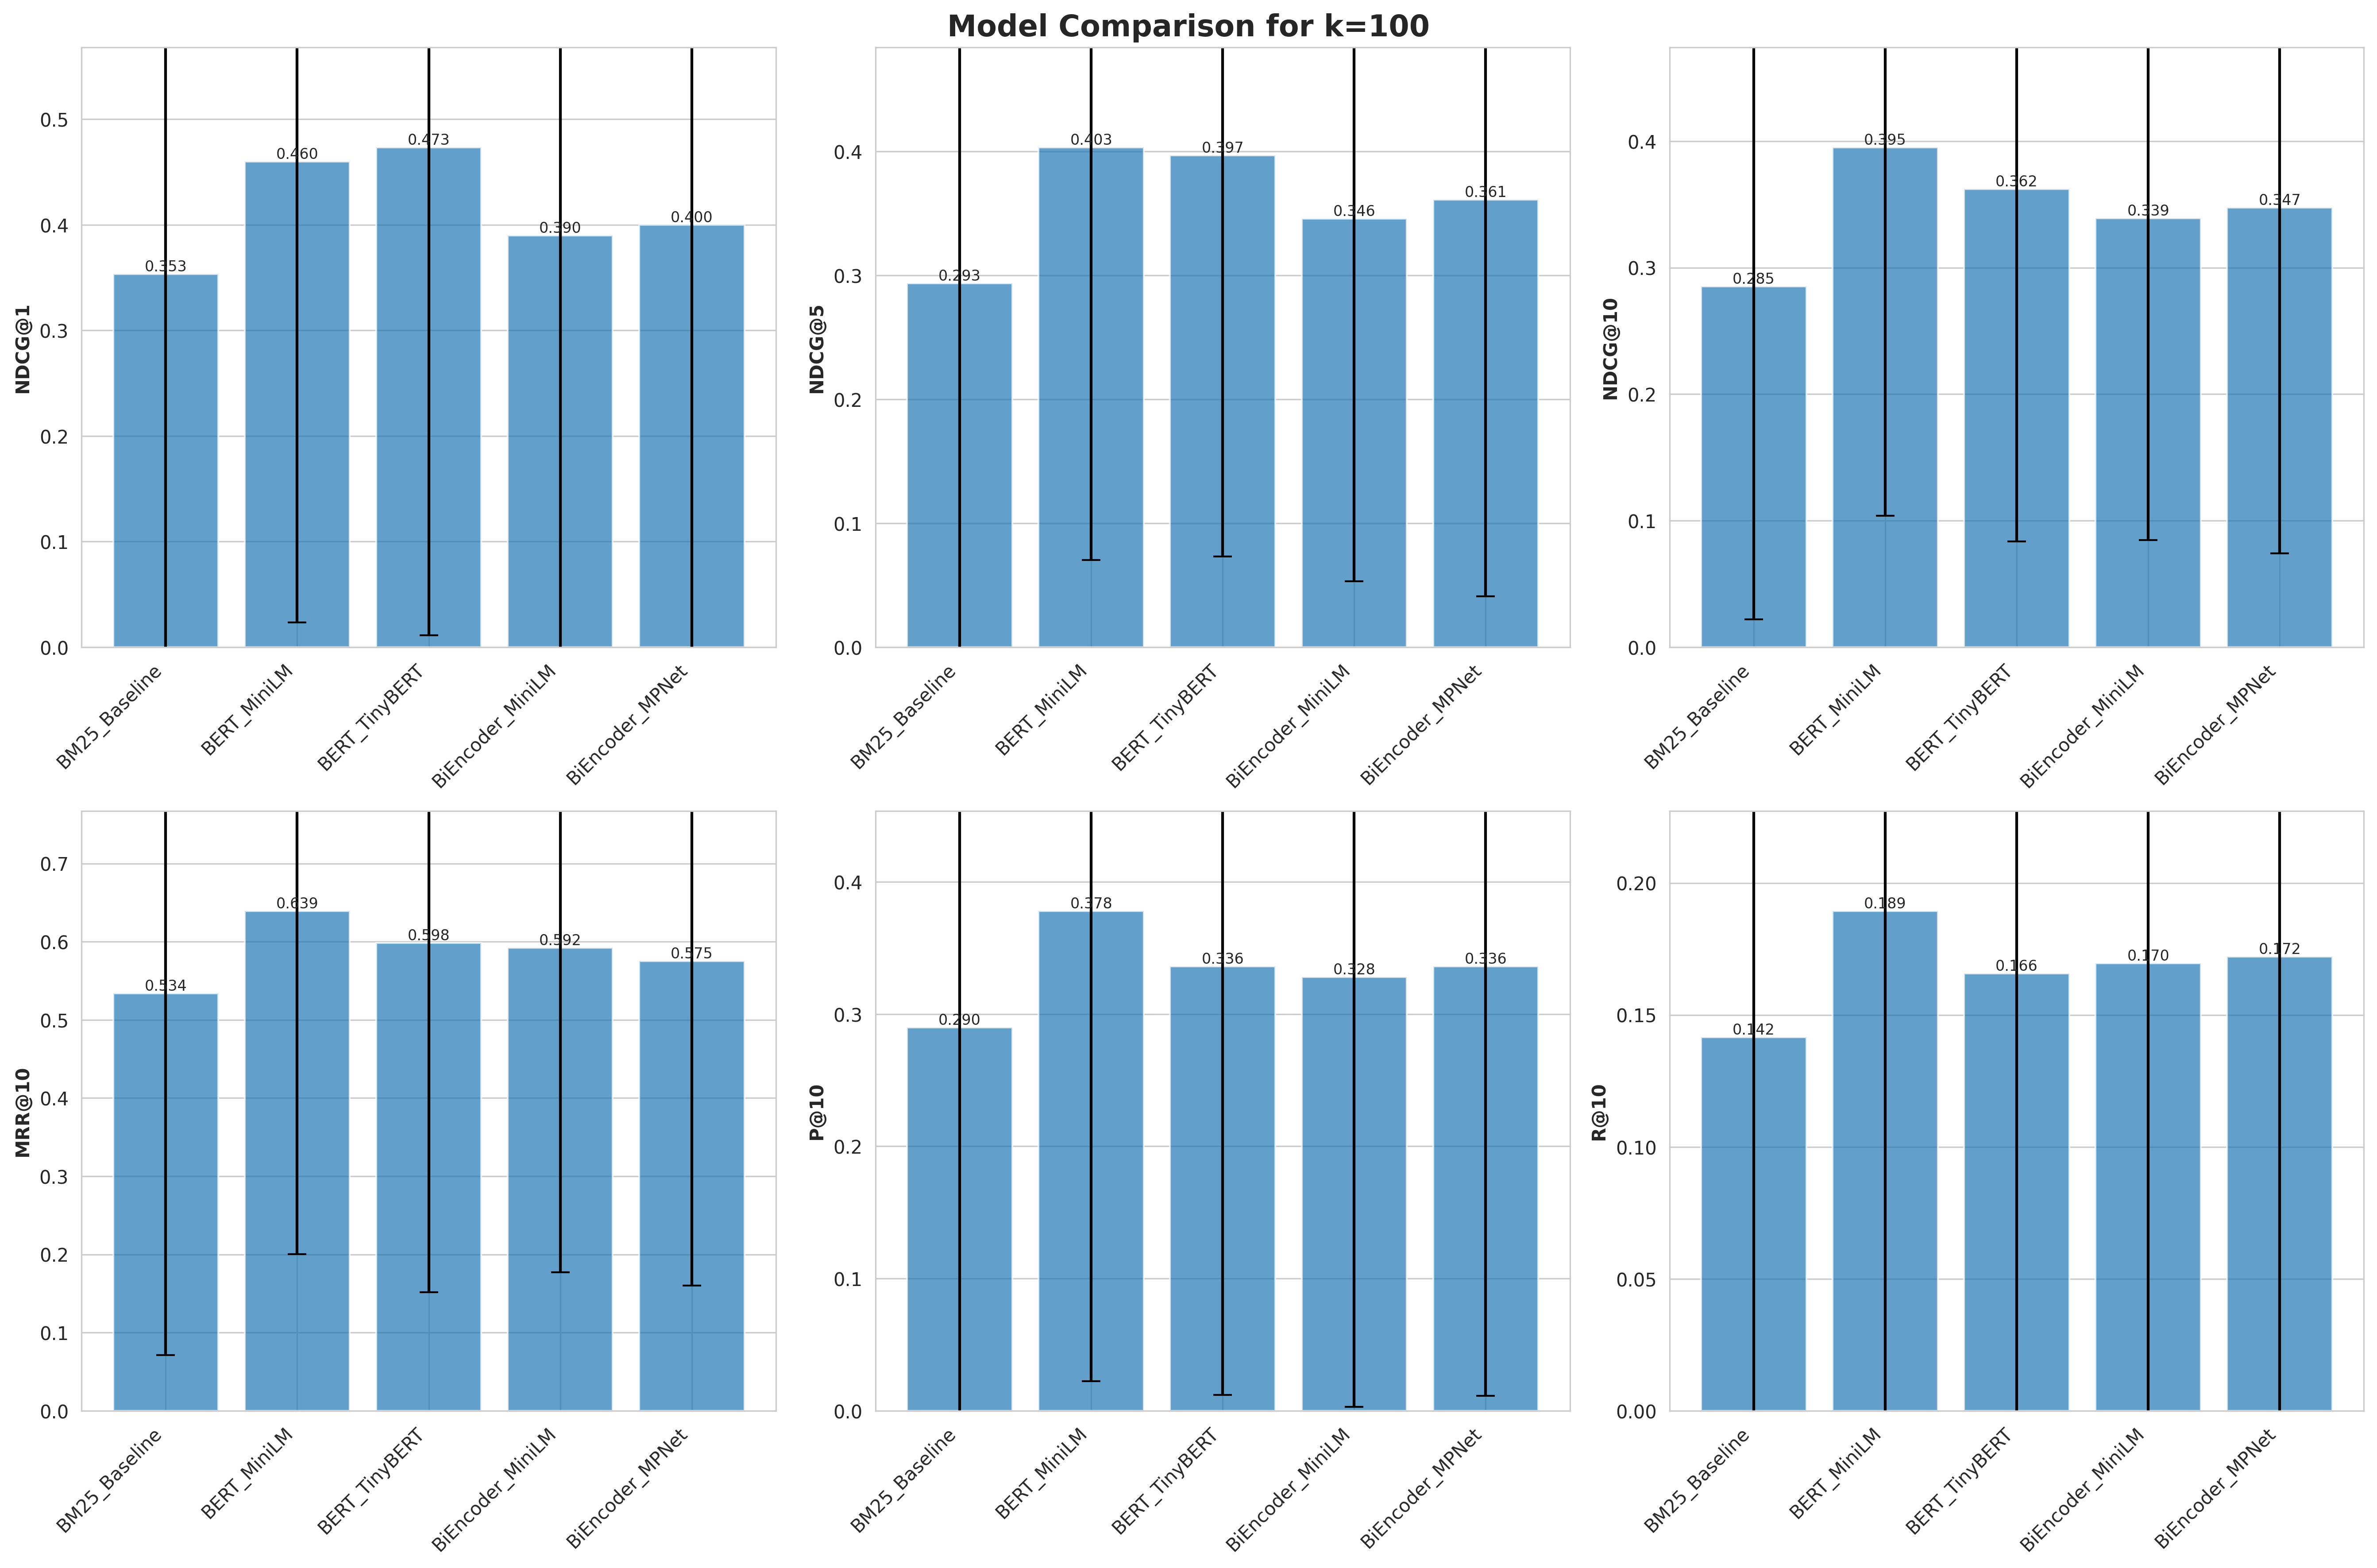 Model Comparison for k=100
NDCG@1
0.5
0.4
0.3
0.2
0.1
0.0
0.353
0.460
0.473
0.390
0.400
BM25_Baseline
BERT_MiniLM
BERT_TinyBERT
BiEncoder_MiniLM
BiEncoder_MPNet
NDCG@5
0.4
0.3
0.2
0.1
0.0
0.293
0.403
0.397
0.346
0.361
BM25_Baseline
BERT_MiniLM
BERT_TinyBERT
BiEncoder_MiniLM
BiEncoder_MPNet
NDCG@10
0.4
0.3
0.2
0.1
0.0
0.285
0.395
0.362
0.339
0.347
BM25_Baseline
BERT_MiniLM
BERT_TinyBERT
BiEncoder_MiniLM
BiEncoder_MPNet
MRR@10
0.7
0.6
0.5
0.4
0.3
0.2
0.1
0.0
0.534
0.639
0.598
0.592
0.575
BM25_Baseline
BERT_MiniLM
BERT_TinyBERT
BiEncoder_MiniLM
BiEncoder_MPNet
P@10
0.4
0.3
0.2
0.1
0.0
0.290
0.378
0.336
0.328
0.336
BM25_Baseline
BERT_MiniLM
BERT_TinyBERT
BiEncoder_MiniLM
BiEncoder_MPNet
R@10
0.20
0.15
0.10
0.05
0.00
0.142
0.189
0.166
0.170
0.172
BM25_Baseline
BERT_MiniLM
BERT_TinyBERT
BiEncoder_MiniLM
BiEncoder_MPNet